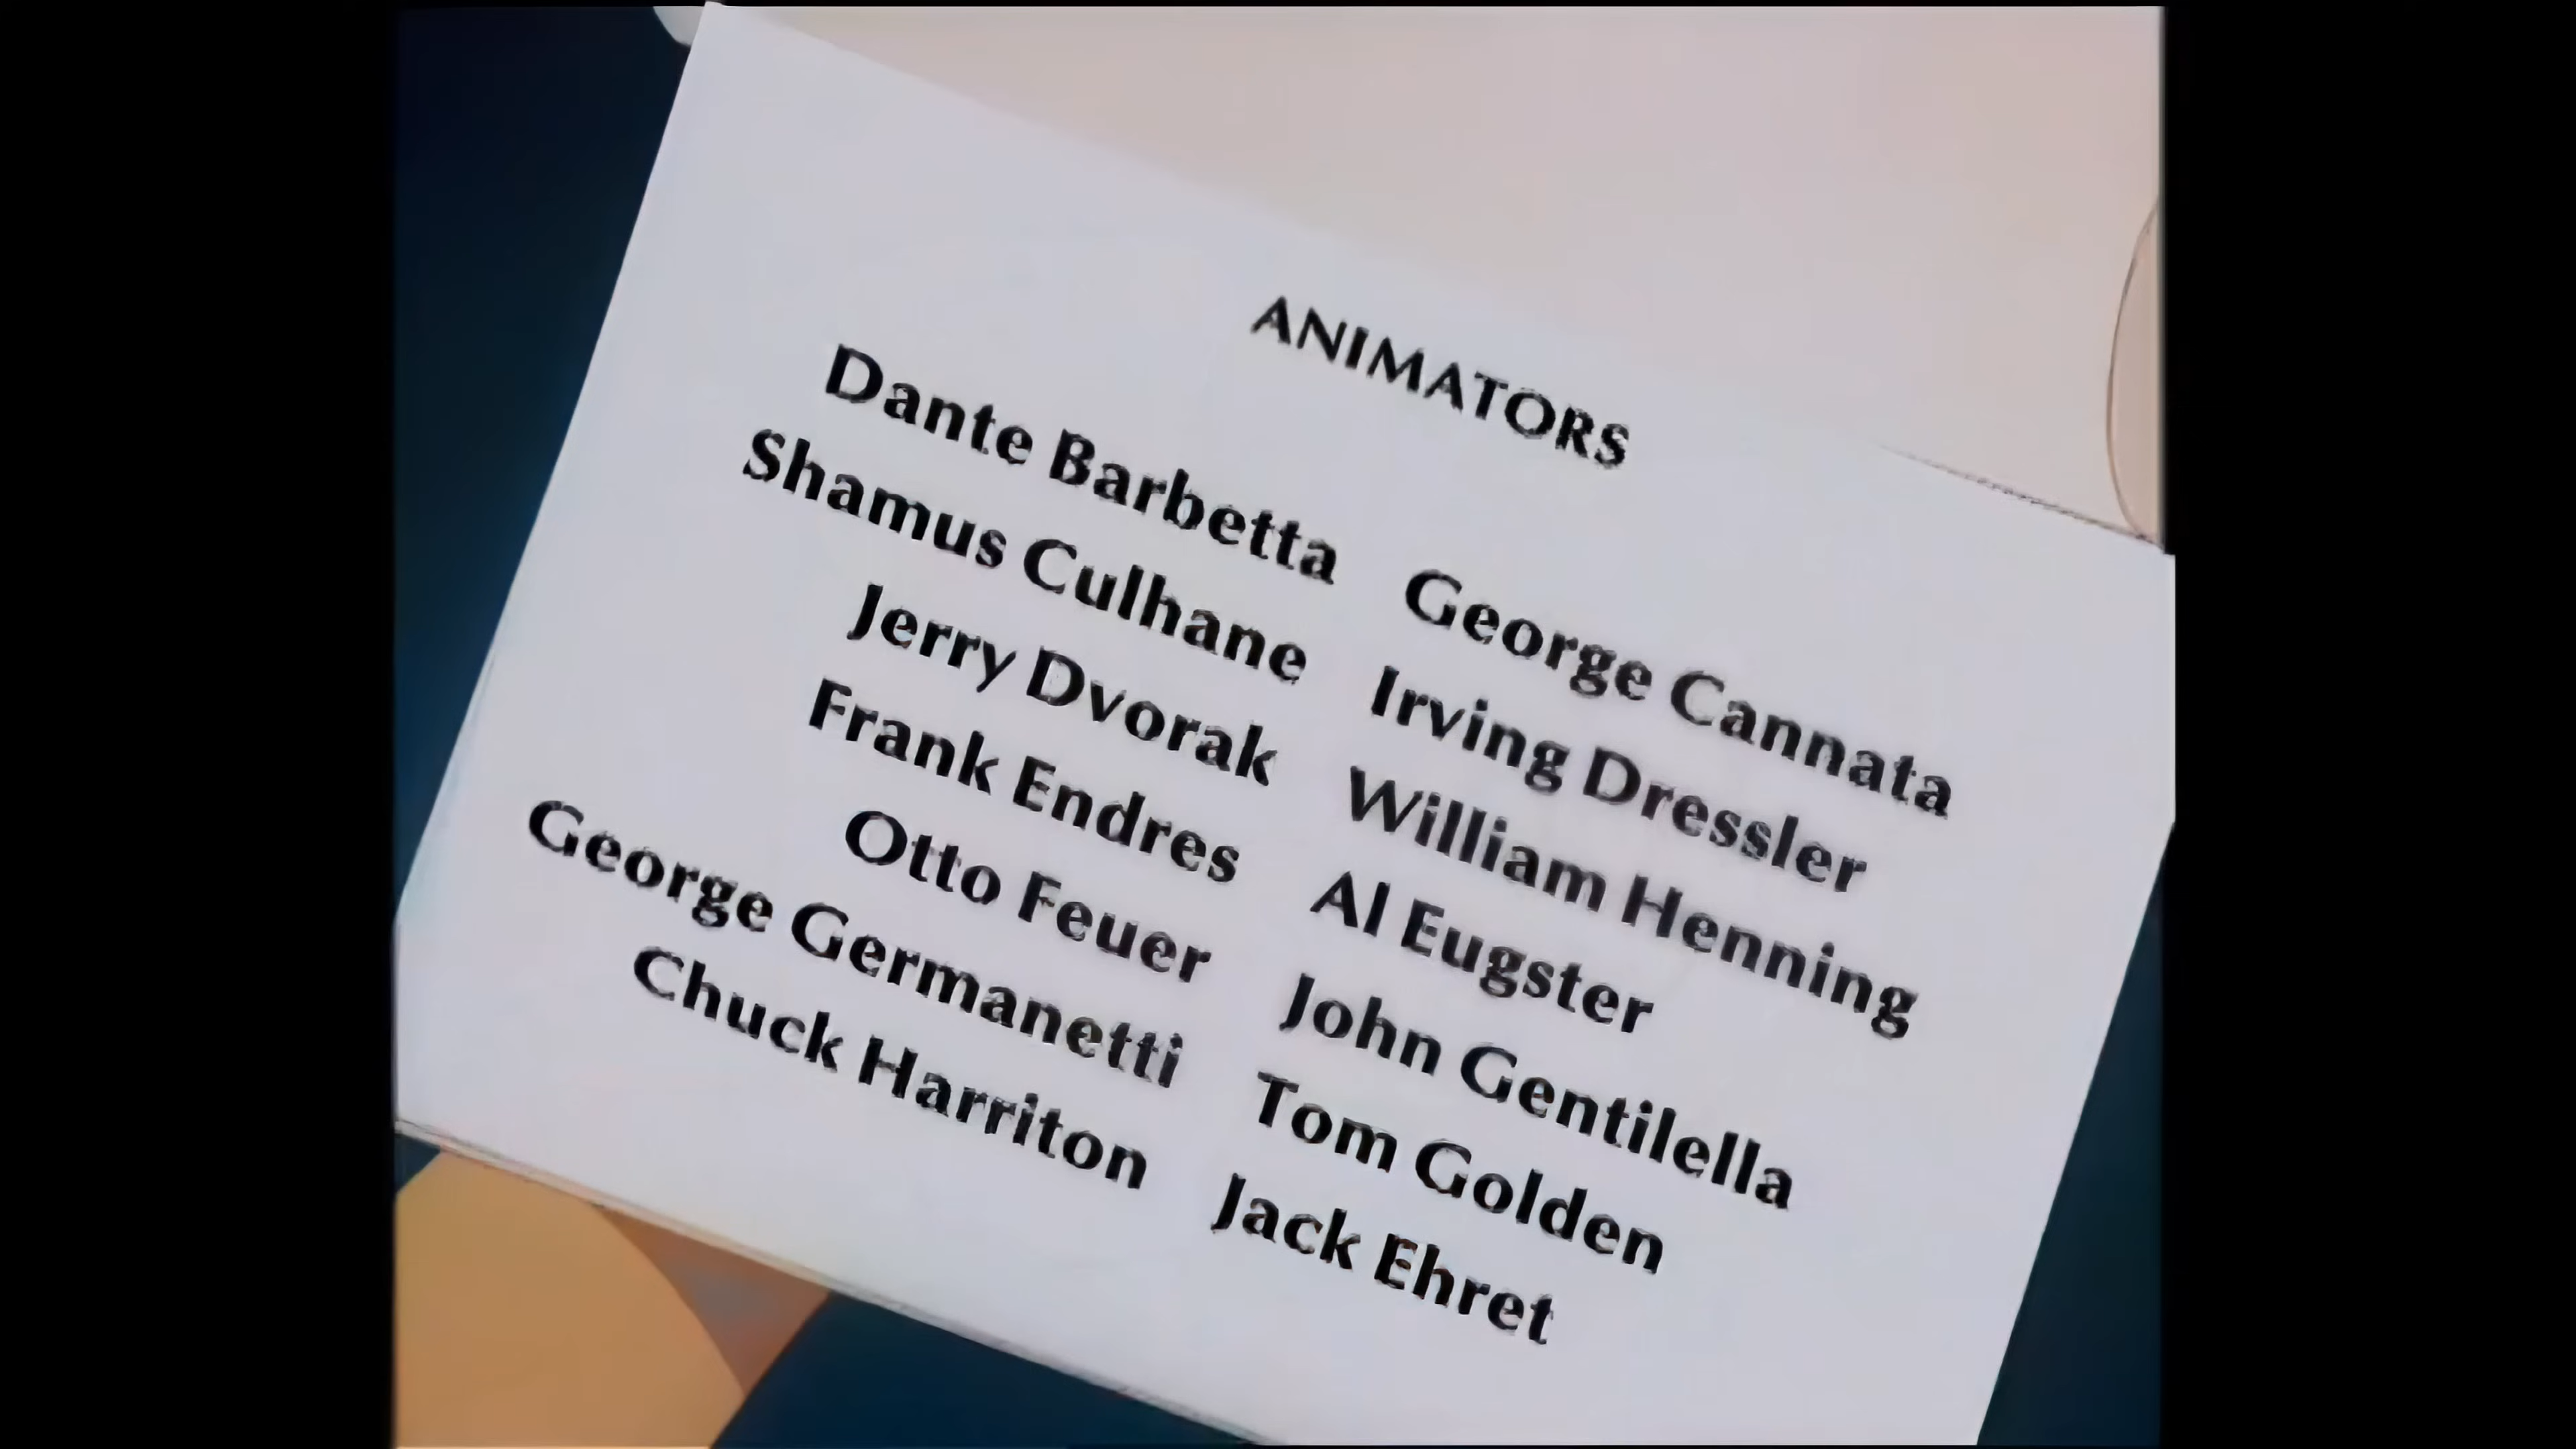 ANIMATORS
Dante Barbetta George Cannata
Shamus Culhane Irving Dressler
Jerry Dvorak William Henning
Frank Endres Al Eugster
Otto Feuer John Gentilella
George Germanetti Tom Golden
Chuck Harriton Jack Ehret